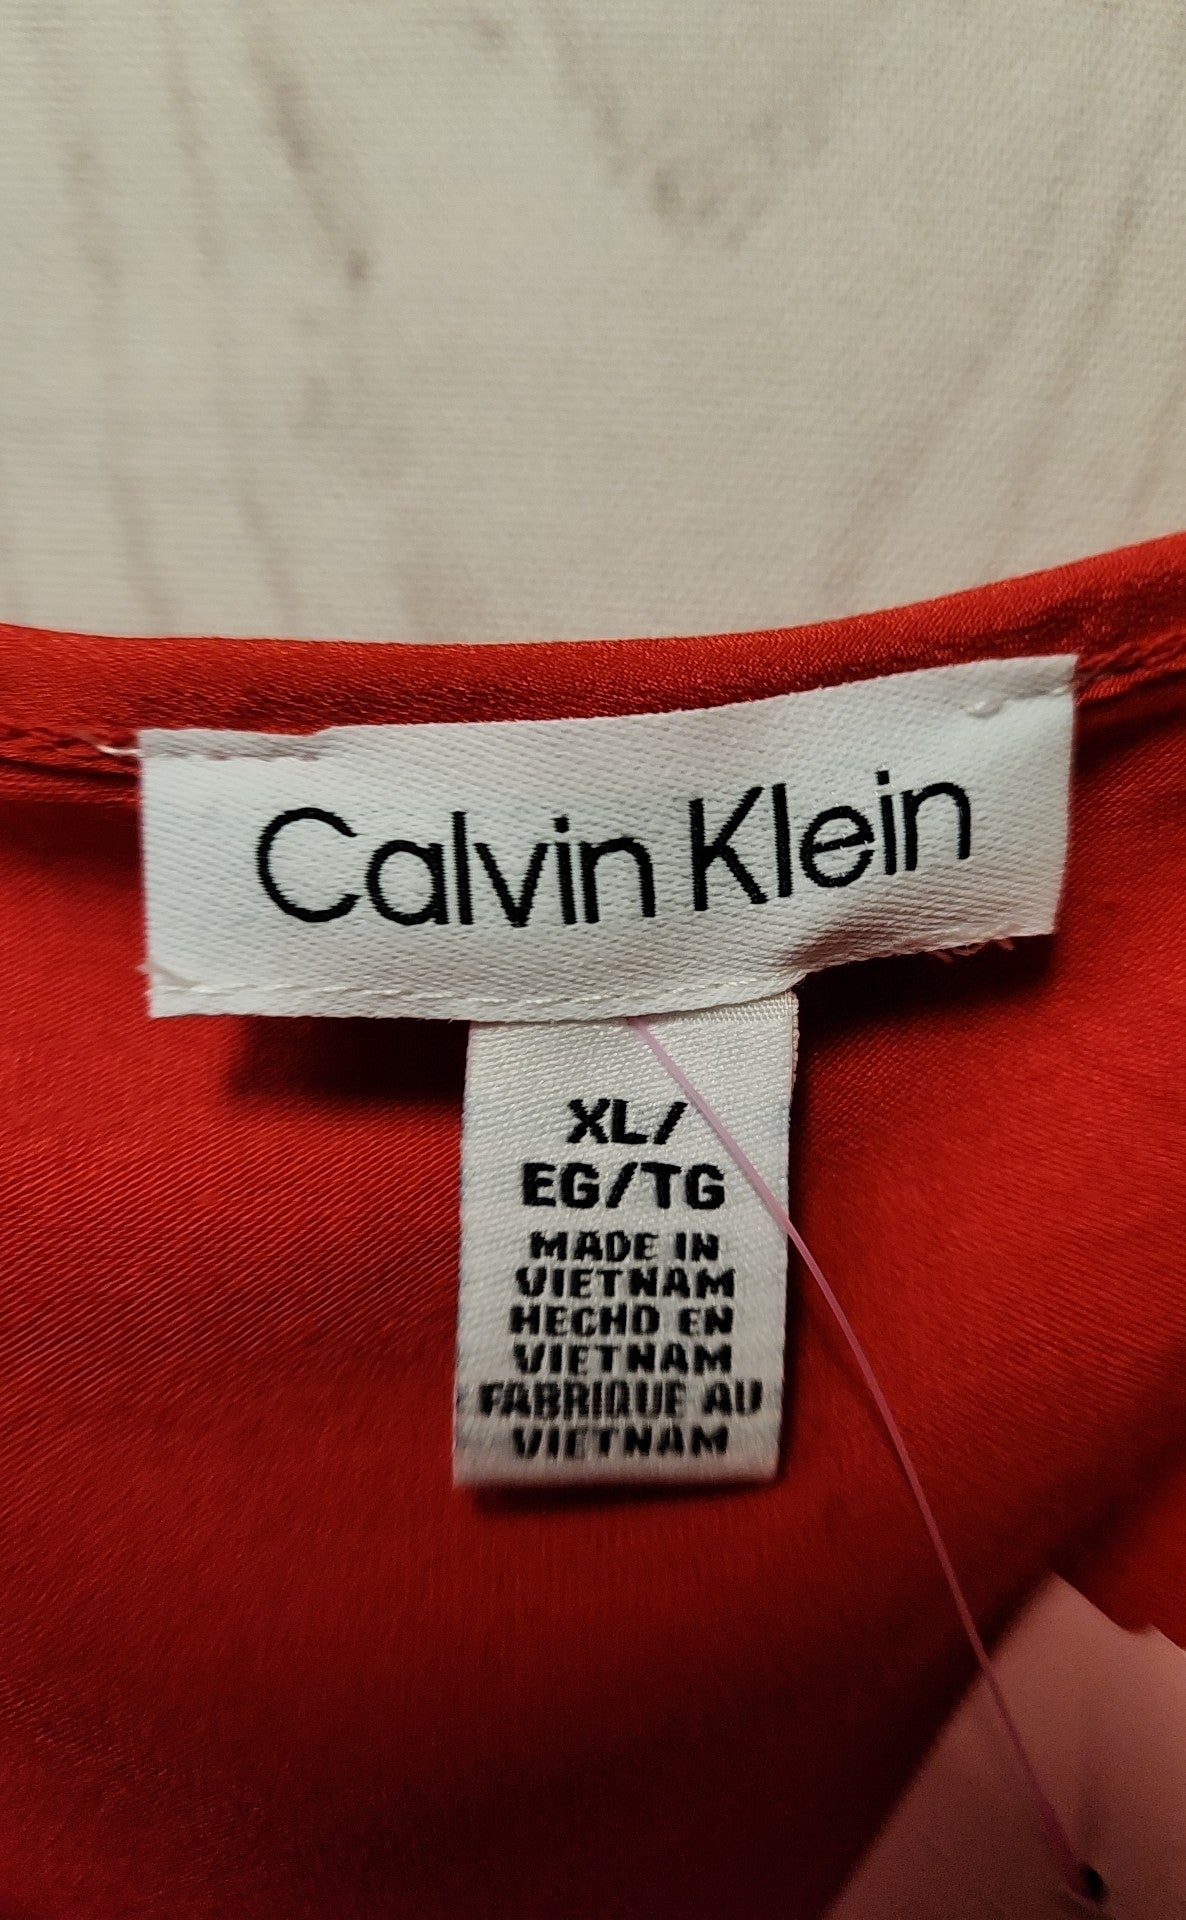 Calvin Klein
XL/
EG/TG
MADE IN
VIETNAM
HECHO EN
VIETNAM
FABRIQUE AU
VIETNAM